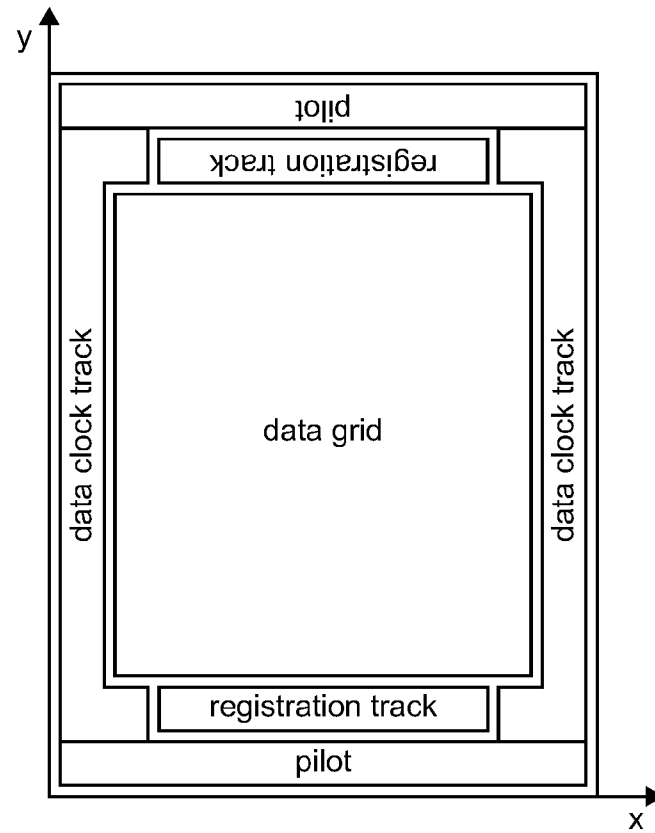 y
pilot
registration track
data clock track
data grid
data clock track
registration track
pilot
x